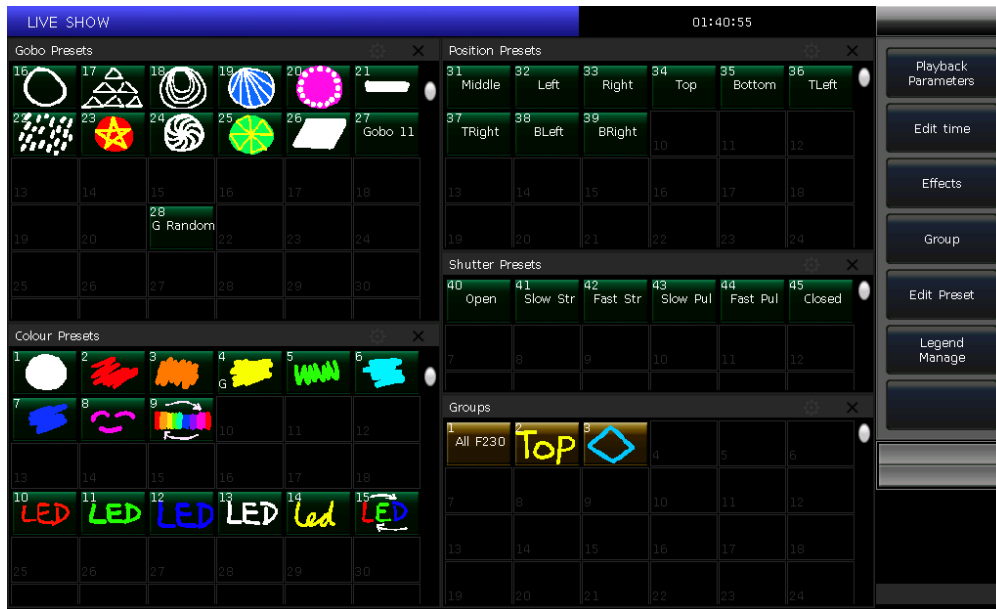 LIVE SHOW
01:40:55
Gobo Presets
16 17 18 19 20 21
22 23 24 25 26 27 Gobo 11
13 14 15 16 17 18
28 G Random
19 20 22 23 24
25 26 27 28 29 30
Colour Presets
1 2 3 4 G 5 6
7 8 9 10 11 12
13 14 15 16 17 18
10 LED 11 LED 12 LED 13 LED 14 Led 15 LED
25 26 27 28 29 30
Position Presets
31 Middle 32 Left 33 Right 34 Top 35 Bottom 36 TLeft
37 TRight 38 BLeft 39 BRight 10 11 12
13 14 15 16 17 18
19 20 21 22 23 24
Shutter Presets
40 Open 41 Slow Str 42 Fast Str 43 Slow Pul 44 Fast Pul 45 Closed
7 8 9 10 11 12
Groups
1 All F230 2 TOP 3 4 5 6
7 8 9 10 11 12
13 14 15 16 17 18
19 20 21 22 23 24
Playback
Parameters
Edit time
Effects
Group
Edit Preset
Legend
Manage